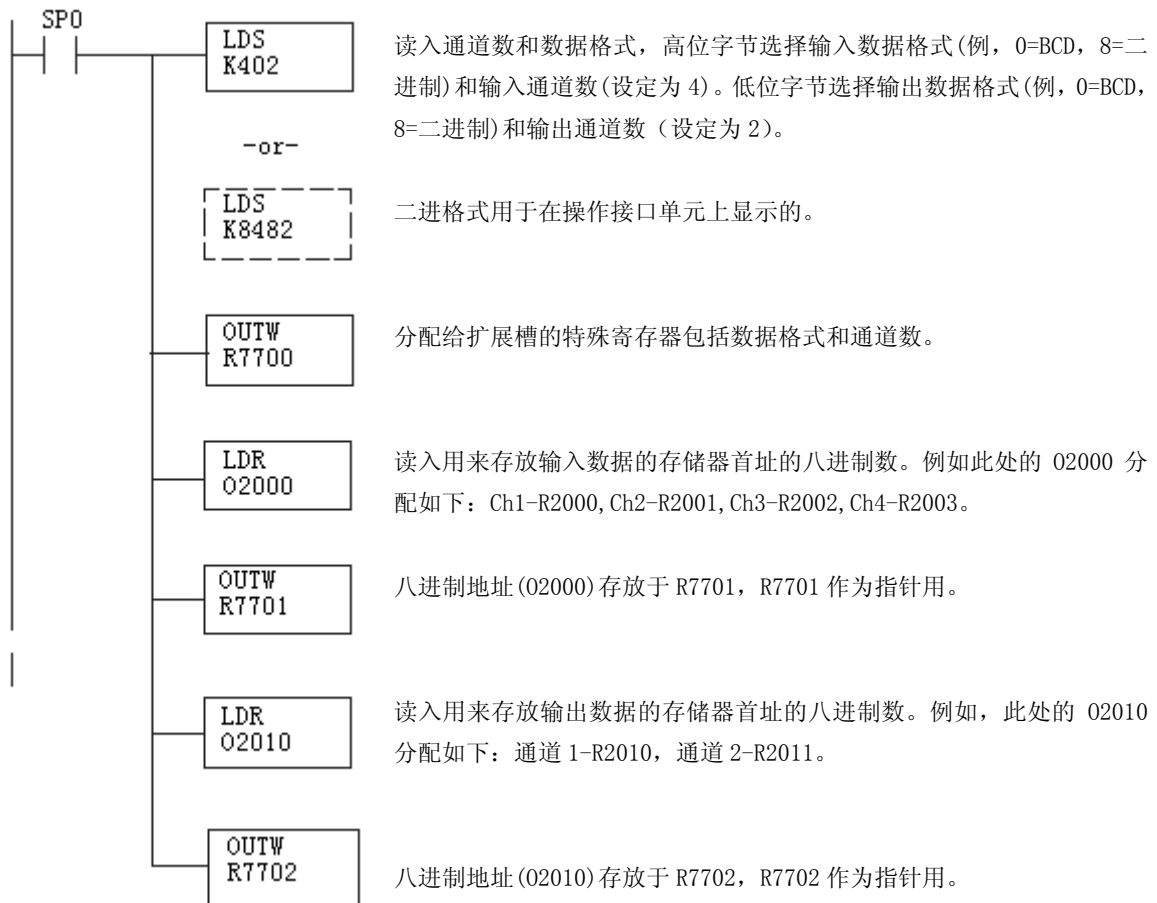 SP0
LDS
K402
读入通道数和数据格式，高位字节选择输入数据格式(例，0=BCD，8=二
进制)和输入通道数(设定为 4)。低位字节选择输出数据格式(例，0=BCD，
8=二进制)和输出通道数（设定为 2)。
-or-
LDS
K8482
二进格式用于在操作接口单元上显示的。
OUTW
R7700
分配给扩展槽的特殊寄存器包括数据格式和通道数。
LDR
O2000
读入用来存放输入数据的存储器首址的八进制数。例如此处的 O2000 分
配如下：Ch1-R2000,Ch2-R2001,Ch3-R2002,Ch4-R2003。
OUTW
R7701
八进制地址(O2000)存放于 R7701，R7701 作为指针用。
LDR
O2010
读入用来存放输出数据的存储器首址的八进制数。例如，此处的 O2010
分配如下：通道 1-R2010，通道 2-R2011。
OUTW
R7702
八进制地址(O2010)存放于 R7702，R7702 作为指针用。